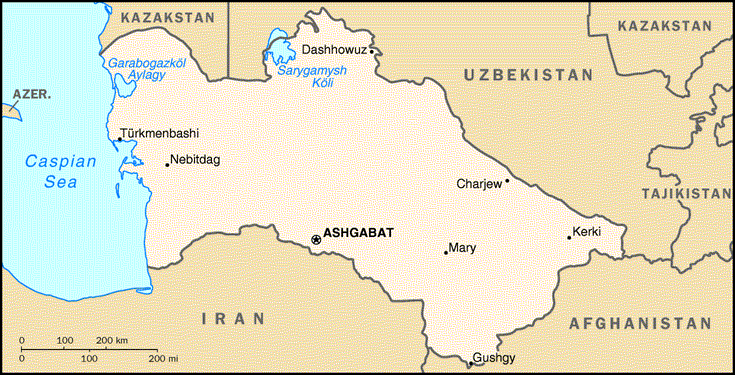 KAZAKSTAN
KAZAKSTAN
Dashhowuz
Garabogazköl
Aylagy
Sarygamysh
Köli
UZBEKISTAN
AZER.
Türkmenbashi
Caspian
Sea
Nebitdag
Charjew
TAJIKISTAN
ASHGABAT
Mary
Kerki
IRAN
AFGHANISTAN
0 100 200 km
0 100 200 mi
Gushgy